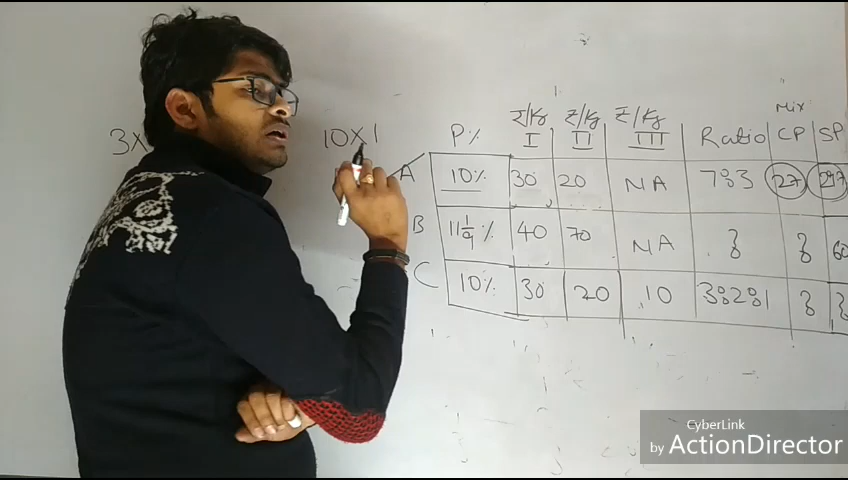 3X 10X1
Mix
P% ₹/kg I ₹/kg II ₹/kg III Ratio CP SP
A 10% 30 20 NA 7:3 27 297
B 11 1/9 % 40 70 NA ? ? 60
C 10% 30 20 10 3:2:1 ? ?
CyberLink
by ActionDirector